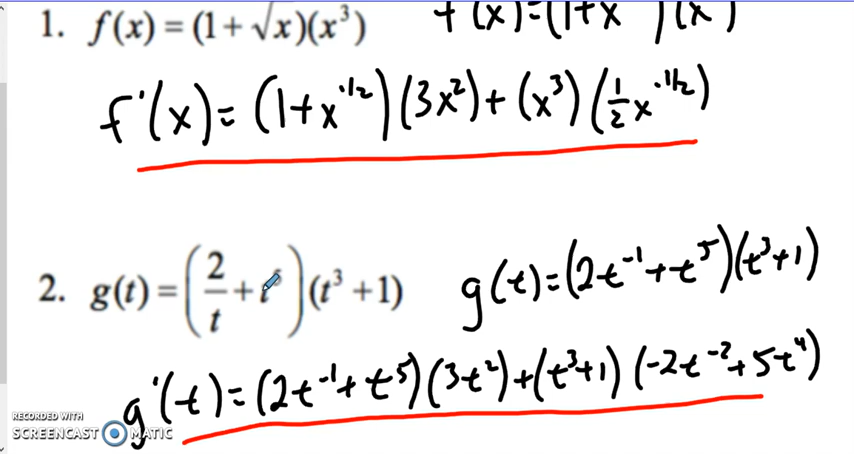 f(x)=(1+x )(x )
1. f(x) = (1 + √x)(x³)
f'(x) = (1+x^1/2)(3x²)+(x³)(1/2 x^-1/2)
2. g(t) = (2/t + t⁵)(t³ + 1)
g(t)=(2t⁻¹+t⁵)(t³+1)
g'(t)=(2t⁻¹+t⁵)(3t²)+(t³+1)(-2t⁻²+5t⁴)
RECORDED WITH
SCREENCAST MATIC